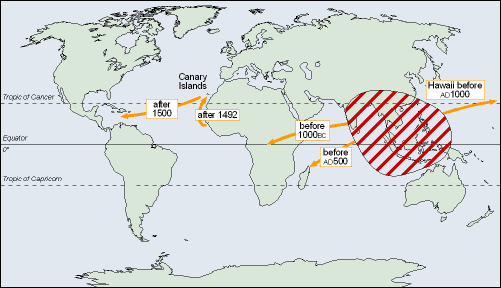 Canary
Islands
Hawaii before
AD1000
Tropic of Cancer
after
1500
after 1492
before
1000BC
Equator
0°
before
AD500
Tropic of Capricorn